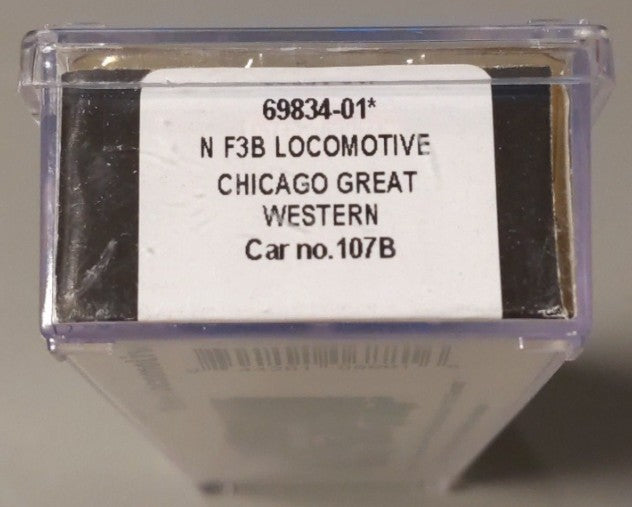 69834-01*
N F3B LOCOMOTIVE
CHICAGO GREAT
WESTERN
Car no.107B